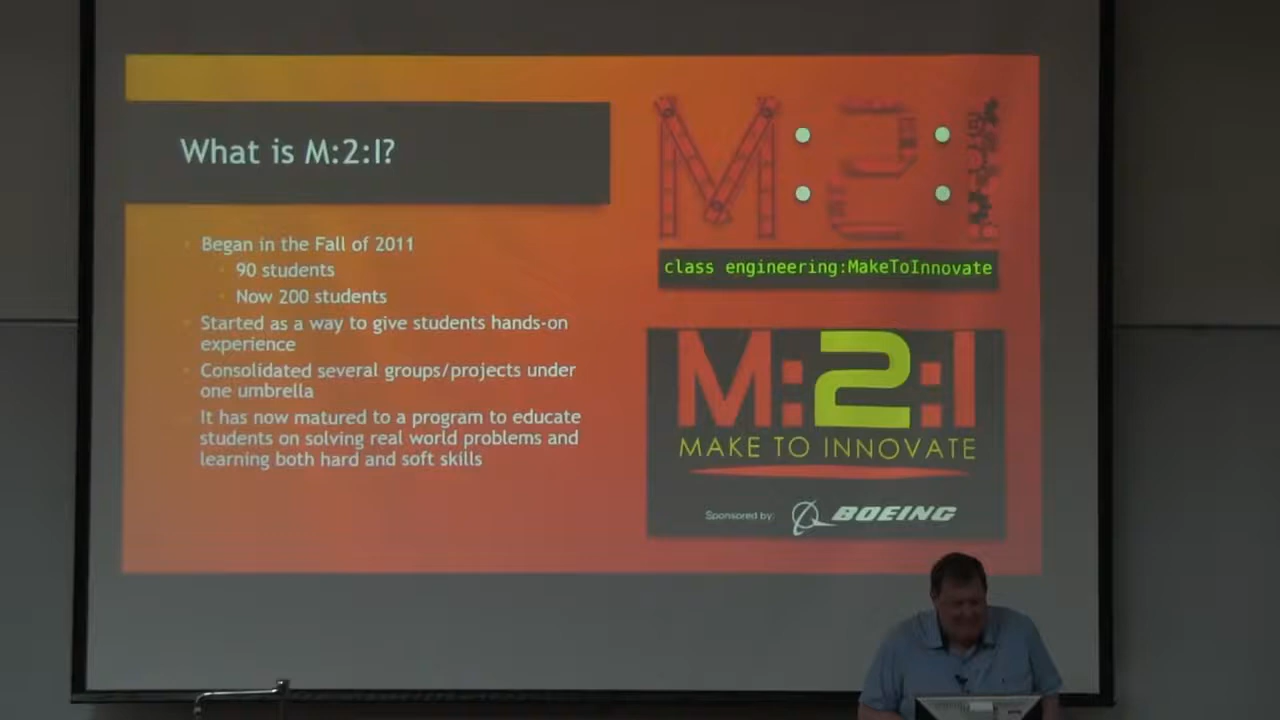 What is M:2:I?
Began in the Fall of 2011
90 students
Now 200 students
Started as a way to give students hands-on
experience
Consolidated several groups/projects under
one umbrella
It has now matured to a program to educate
students on solving real world problems and
learning both hard and soft skills
M:2:I
class engineering:MakeToInnovate
M:2:I
MAKE TO INNOVATE
Sponsored by: BOEING